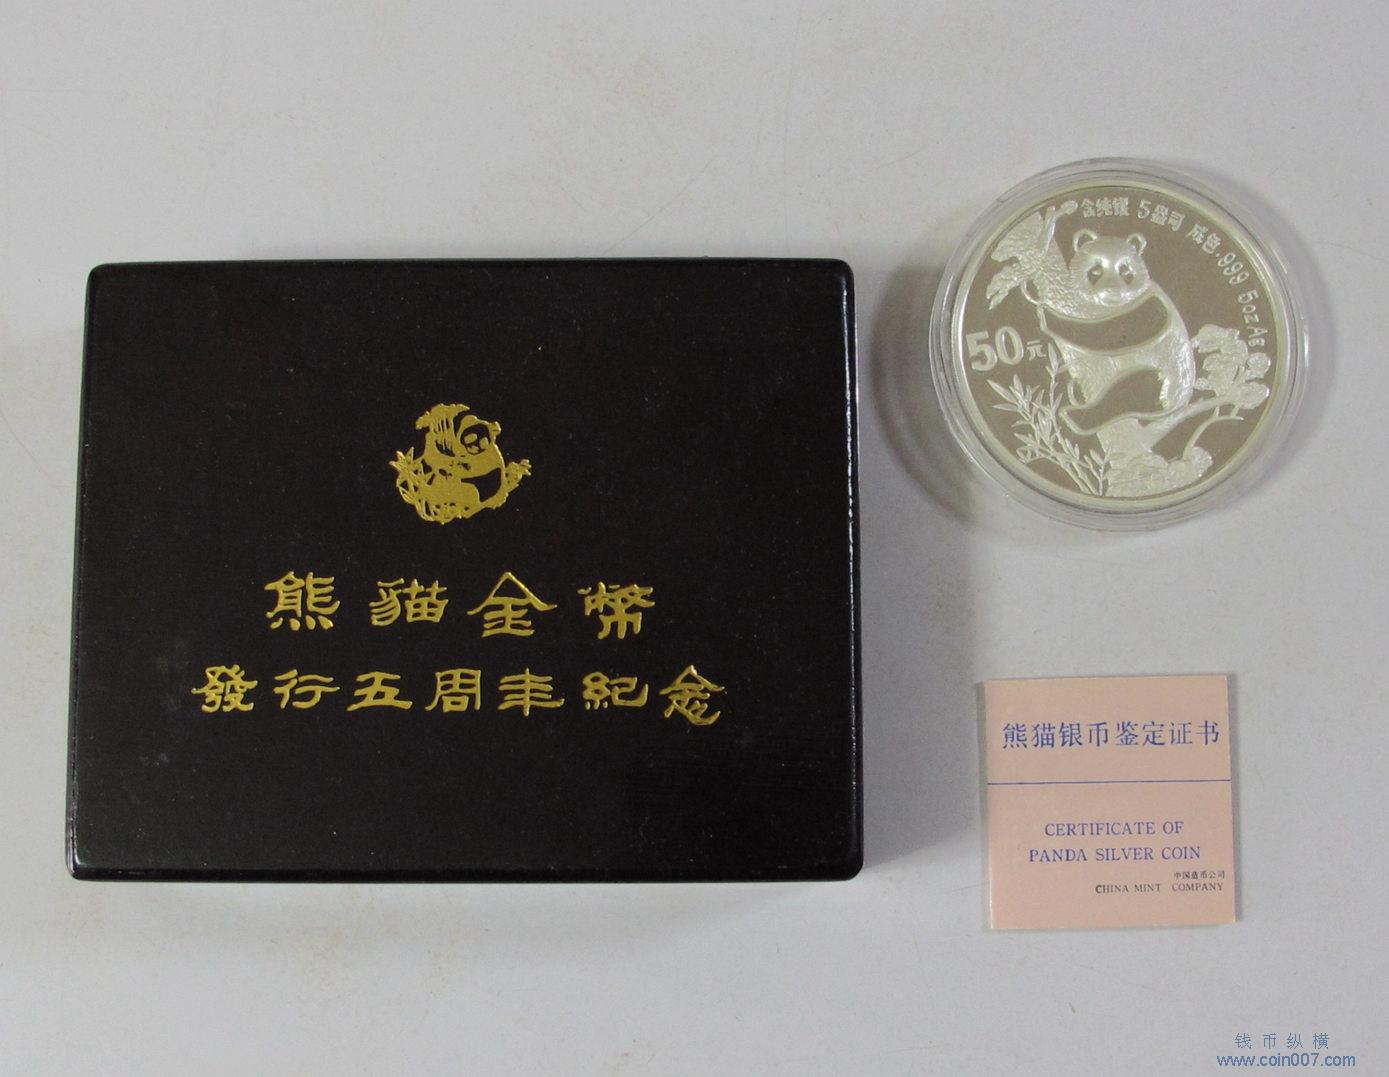 熊貓金幣
發行五周年紀念
含纯银 5盎司 成色·999 5oz Ag
50元
熊猫银币鉴定证书
CERTIFICATE OF
PANDA SILVER COIN
中国造币公司
CHINA MINT COMPANY
钱币纵横
www.coin007.com